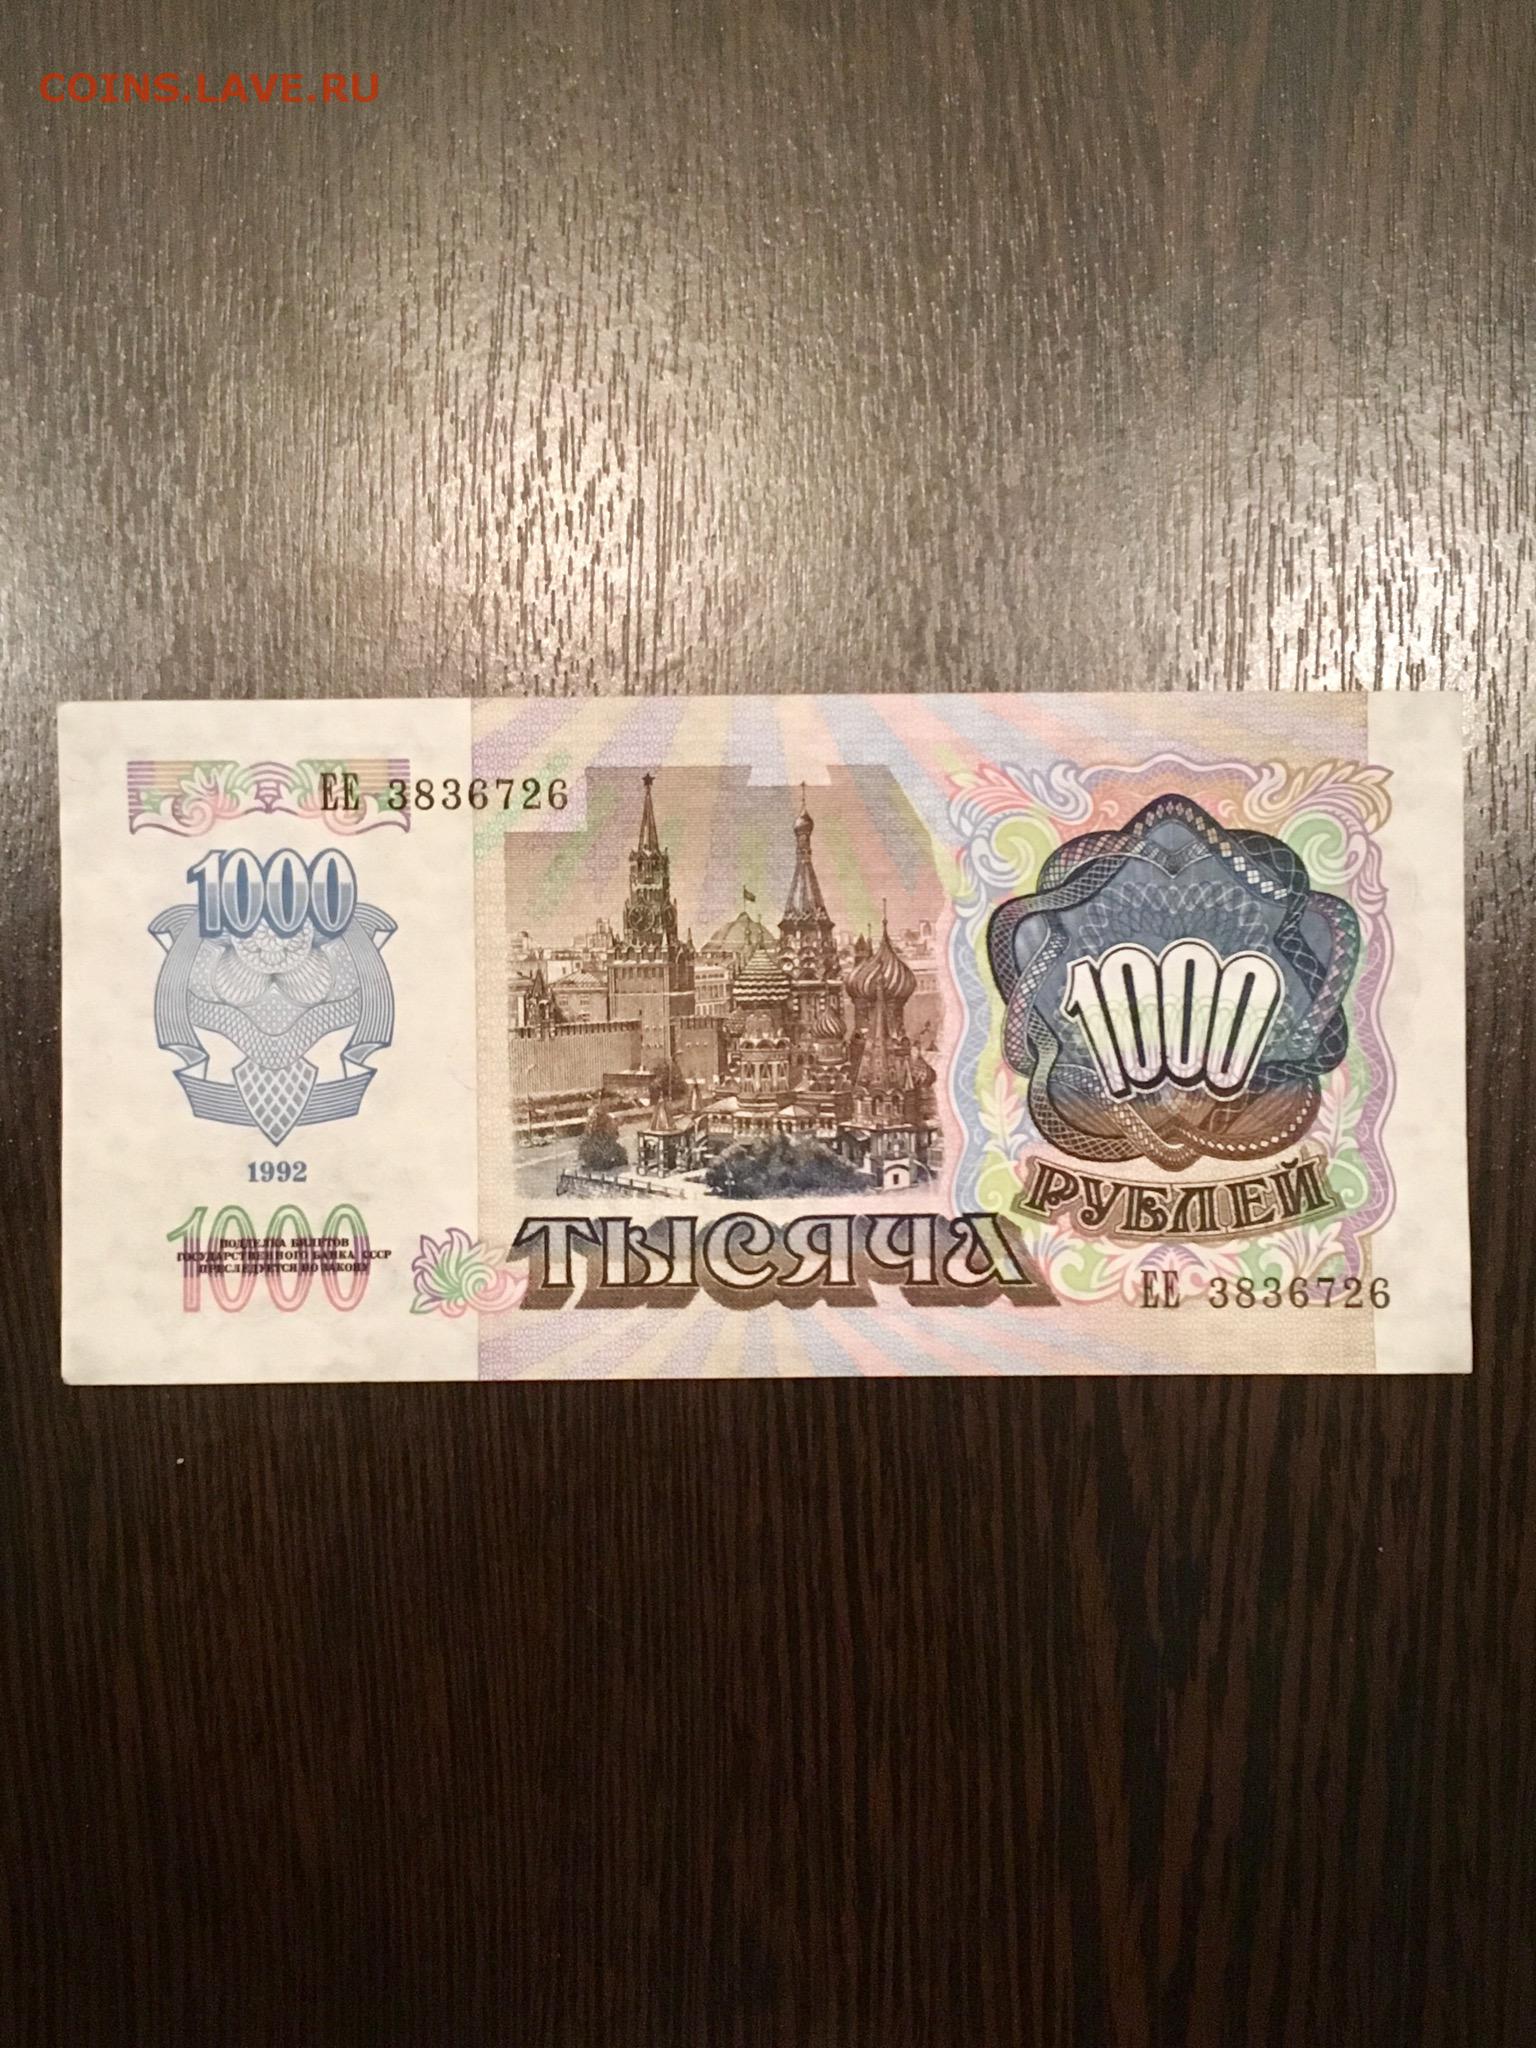 COINS.LAVE.RU
ЕЕ 3836726
1000
1000
1992
1000
ПОДДЕЛКА БИЛЕТОВ
ГОСУДАРСТВЕННОГО БАНКА СССР
ПРЕСЛЕДУЕТСЯ ПО ЗАКОНУ
ТЫСЯЧА
РУБЛЕЙ
ЕЕ 3836726